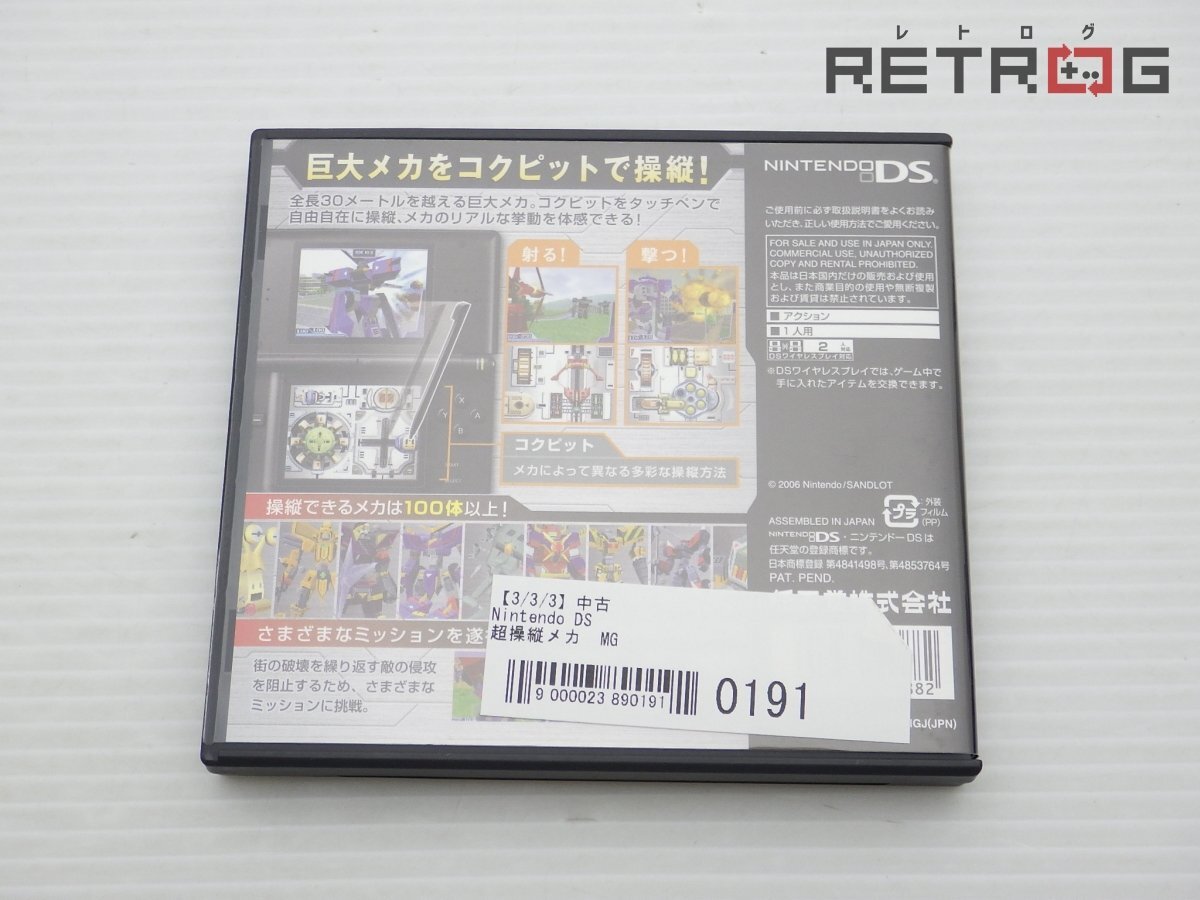 レトログ
RETROG
巨大メカをコクピットで操縦!
全長30メートルを越える巨大メカ。コクピットをタッチペンで
自由自在に操縦、メカのリアルな挙動を体感できる!
射る!
撃つ!
コクピット
メカによって異なる多彩な操縦方法
操縦できるメカは100体以上!
さまざまなミッションを遂
街の破壊を繰り返す敵の侵攻
を阻止するため、さまざまな
ミッションに挑戦。
NINTENDO DS
ご使用前に必ず取扱説明書をよくお読み
いただき、正しい使用方法でご愛用ください。
FOR SALE AND USE IN JAPAN ONLY.
COMMERCIAL USE, UNAUTHORIZED
COPY AND RENTAL PROHIBITED.
本品は日本国内だけの販売および使用
とし、また商業目的の使用や無断複製
および賃貸は禁止されています。
■アクション
■1人用
2人対応
DSワイヤレスプレイ対応
※DSワイヤレスプレイでは、ゲーム中で
手に入れたアイテムを交換できます。
© 2006 Nintendo/SANDLOT
プラ
:外装
フィルム
(PP)
ASSEMBLED IN JAPAN
NINTENDO DS・ニンテンドーDSは
任天堂の登録商標です。
日本商標登録 第4841498号、第4853764号
PAT. PEND.
株式会社
82
GJ(JPN)
【3/3/3】中古
Nintendo DS
超操縦メカ MG
9 000023 890191
0191